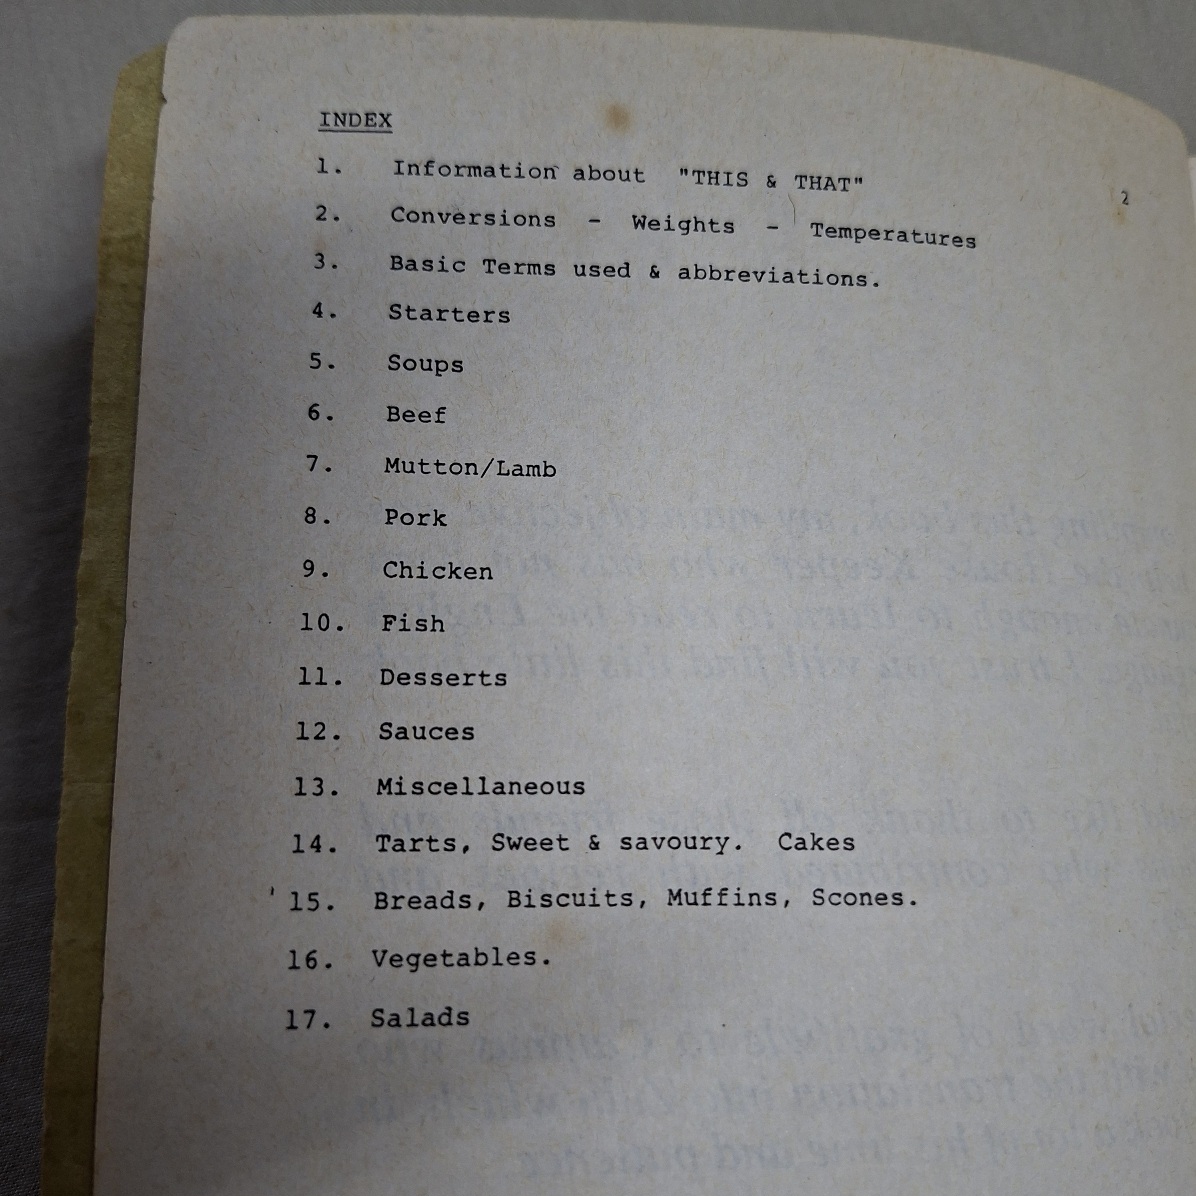 INDEX
1. Information about "THIS & THAT"
2
2. Conversions - Weights - Temperatures
3. Basic Terms used & abbreviations.
4. Starters
5. Soups
6. Beef
7. Mutton/Lamb
8. Pork
9. Chicken
10. Fish
11. Desserts
12. Sauces
13. Miscellaneous
14. Tarts, Sweet & savoury. Cakes
15. Breads, Biscuits, Muffins, Scones.
16. Vegetables.
17. Salads